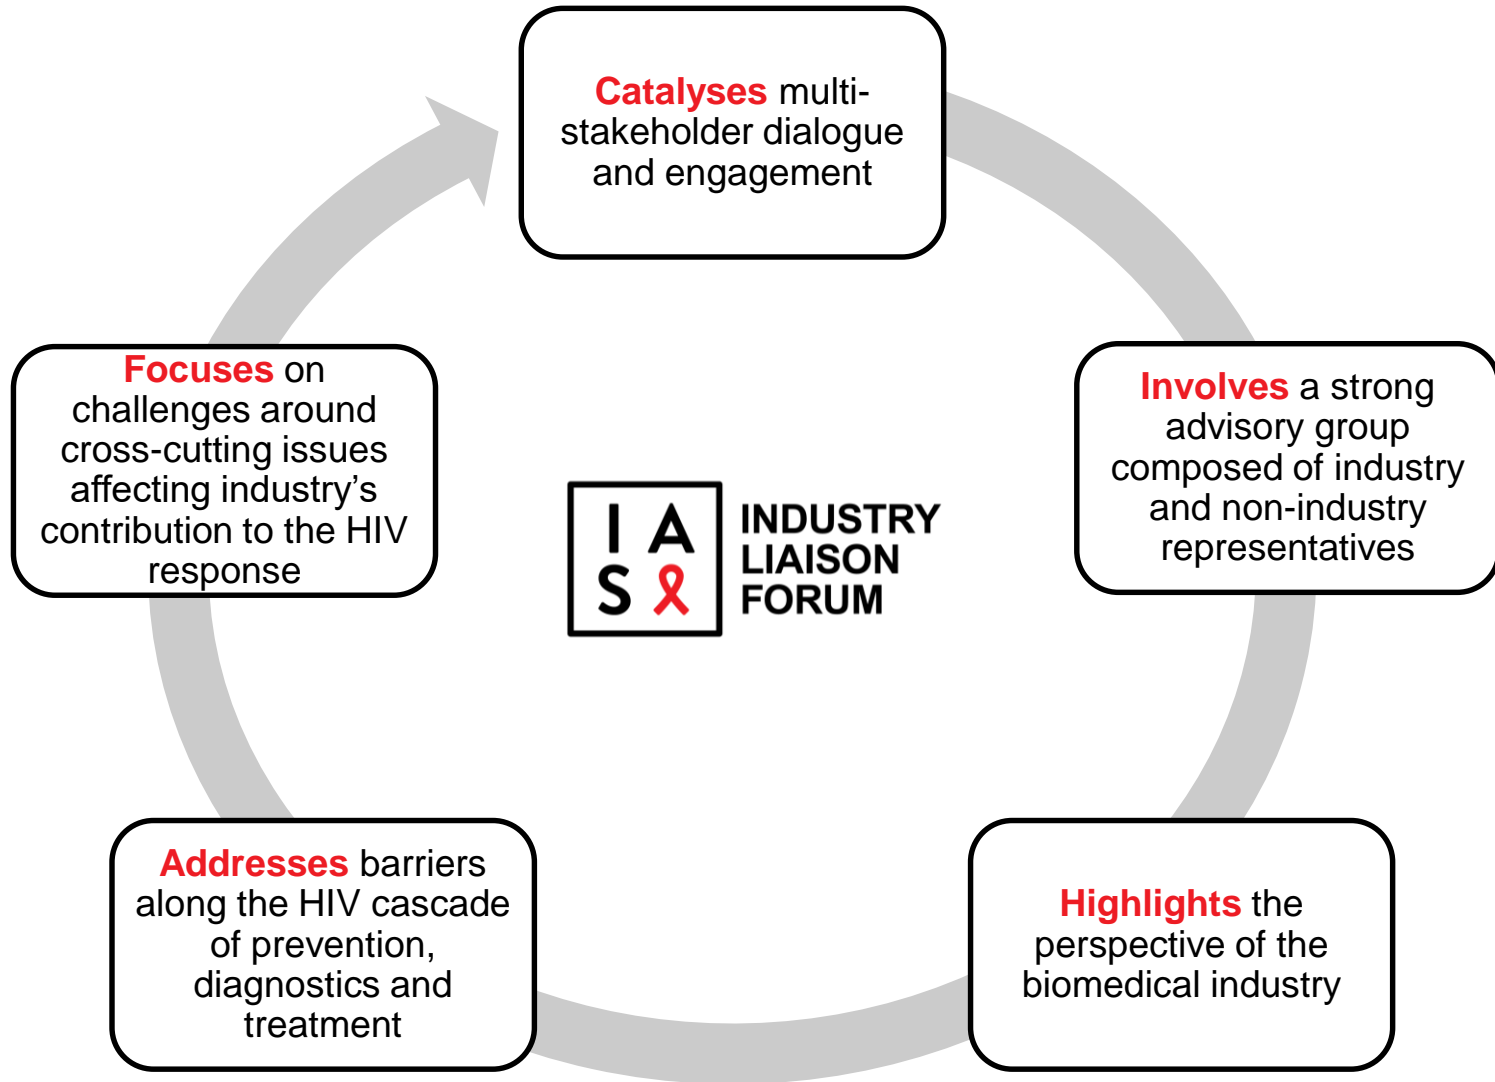 Catalyses multi-
stakeholder dialogue
and engagement
Involves a strong
advisory group
composed of industry
and non-industry
representatives
Highlights the
perspective of the
biomedical industry
Addresses barriers
along the HIV cascade
of prevention,
diagnostics and
treatment
Focuses on
challenges around
cross-cutting issues
affecting industry’s
contribution to the HIV
response
I A
S
INDUSTRY
LIAISON
FORUM